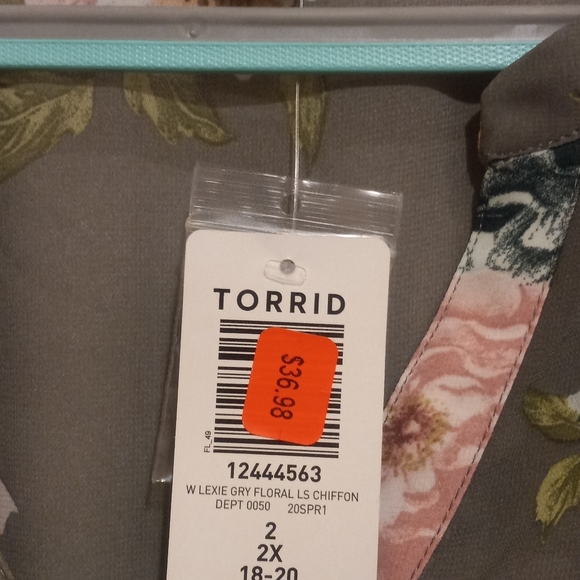 TORRID
$36.98
FL_49
12444563
W LEXIE GRY FLORAL LS CHIFFON
DEPT 0050 20SPR1
2
2X
18-20